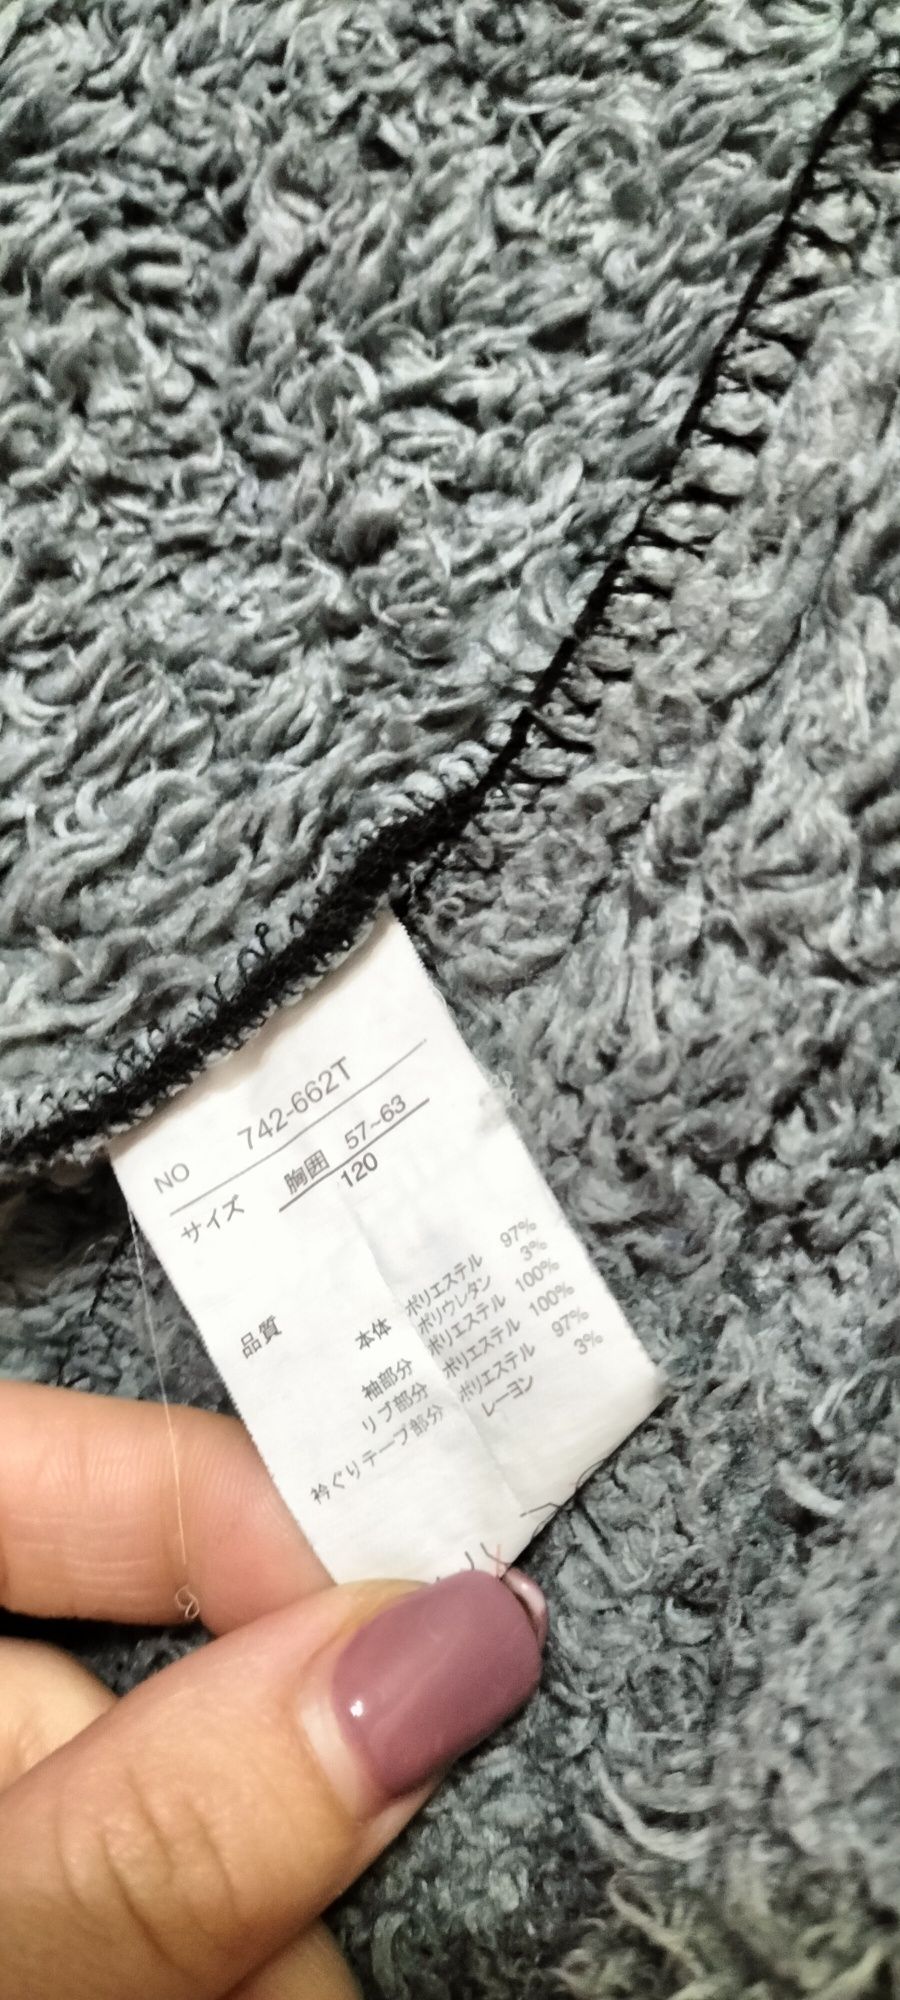 NO 742-662T
サイズ 胸囲 57~63
120
品質 本体 ポリエステル 97%
ポリウレタン 3%
袖部分 ポリエステル 100%
リブ部分 ポリエステル 100%
衿ぐりテープ部分 ポリエステル 97%
レーヨン 3%